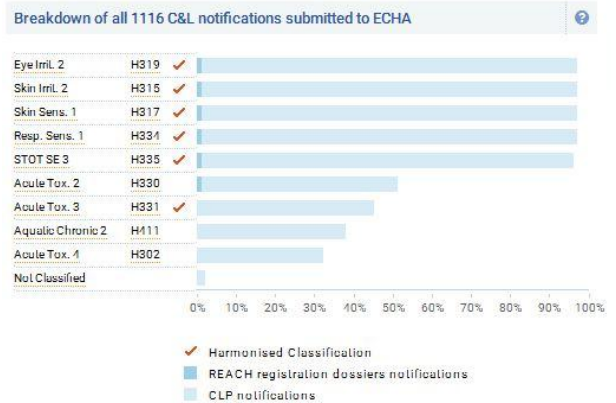 Breakdown of all 1116 C&L notifications submitted to ECHA ?
Eye Irrit. 2 H319 ✓
Skin Irrit. 2 H315 ✓
Skin Sens. 1 H317 ✓
Resp. Sens. 1 H334 ✓
STOT SE 3 H335 ✓
Acute Tox. 2 H330
Acute Tox. 3 H331 ✓
Aquatic Chronic 2 H411
Acute Tox. 4 H302
Not Classified
0% 10% 20% 30% 40% 50% 60% 70% 80% 90% 100%
✓ Harmonised Classification
REACH registration dossiers notifications
CLP notifications